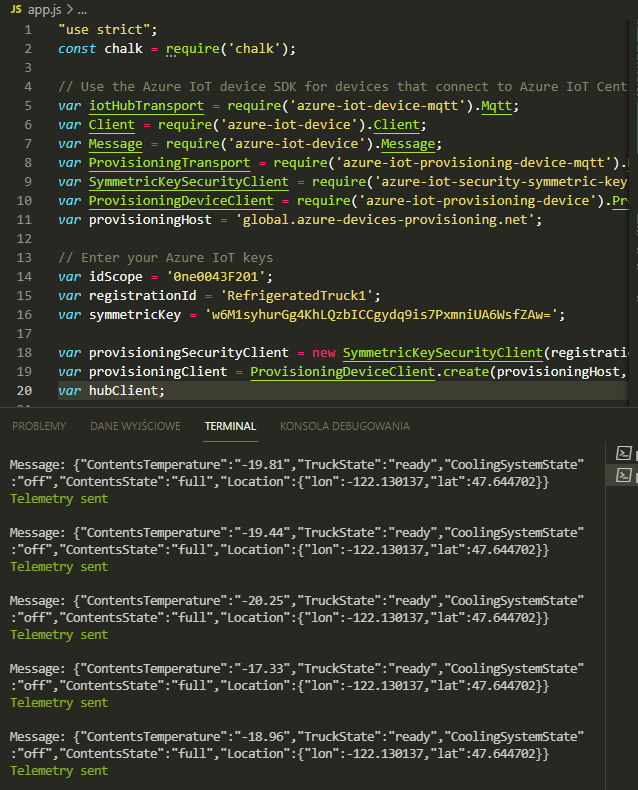 JS app.js > ...
1 "use strict";
2 const chalk = require('chalk');
3
4 // Use the Azure IoT device SDK for devices that connect to Azure IoT Cent
5 var iotHubTransport = require('azure-iot-device-mqtt').Mqtt;
6 var Client = require('azure-iot-device').Client;
7 var Message = require('azure-iot-device').Message;
8 var ProvisioningTransport = require('azure-iot-provisioning-device-mqtt').
9 var SymmetricKeySecurityClient = require('azure-iot-security-symmetric-key
10 var ProvisioningDeviceClient = require('azure-iot-provisioning-device').Pr
11 var provisioningHost = 'global.azure-devices-provisioning.net';
12
13 // Enter your Azure IoT keys
14 var idScope = '0ne0043F201';
15 var registrationId = 'RefrigeratedTruck1';
16 var symmetricKey = 'w6M1syhurGg4KhLQzbICCgydq9is7PxmniUA6WsfZAw=';
17
18 var provisioningSecurityClient = new SymmetricKeySecurityClient(registrati
19 var provisioningClient = ProvisioningDeviceClient.create(provisioningHost,
20 var hubClient;
PROBLEMY DANE WYJŚCIOWE TERMINAL KONSOLA DEBUGOWANIA
Message: {"ContentsTemperature":"-19.81","TruckState":"ready","CoolingSystemState"
:"off","ContentsState":"full","Location":{"lon":-122.130137,"lat":47.644702}}
Telemetry sent
Message: {"ContentsTemperature":"-19.44","TruckState":"ready","CoolingSystemState"
:"off","ContentsState":"full","Location":{"lon":-122.130137,"lat":47.644702}}
Telemetry sent
Message: {"ContentsTemperature":"-20.25","TruckState":"ready","CoolingSystemState"
:"off","ContentsState":"full","Location":{"lon":-122.130137,"lat":47.644702}}
Telemetry sent
Message: {"ContentsTemperature":"-17.33","TruckState":"ready","CoolingSystemState"
:"off","ContentsState":"full","Location":{"lon":-122.130137,"lat":47.644702}}
Telemetry sent
Message: {"ContentsTemperature":"-18.96","TruckState":"ready","CoolingSystemState"
:"off","ContentsState":"full","Location":{"lon":-122.130137,"lat":47.644702}}
Telemetry sent